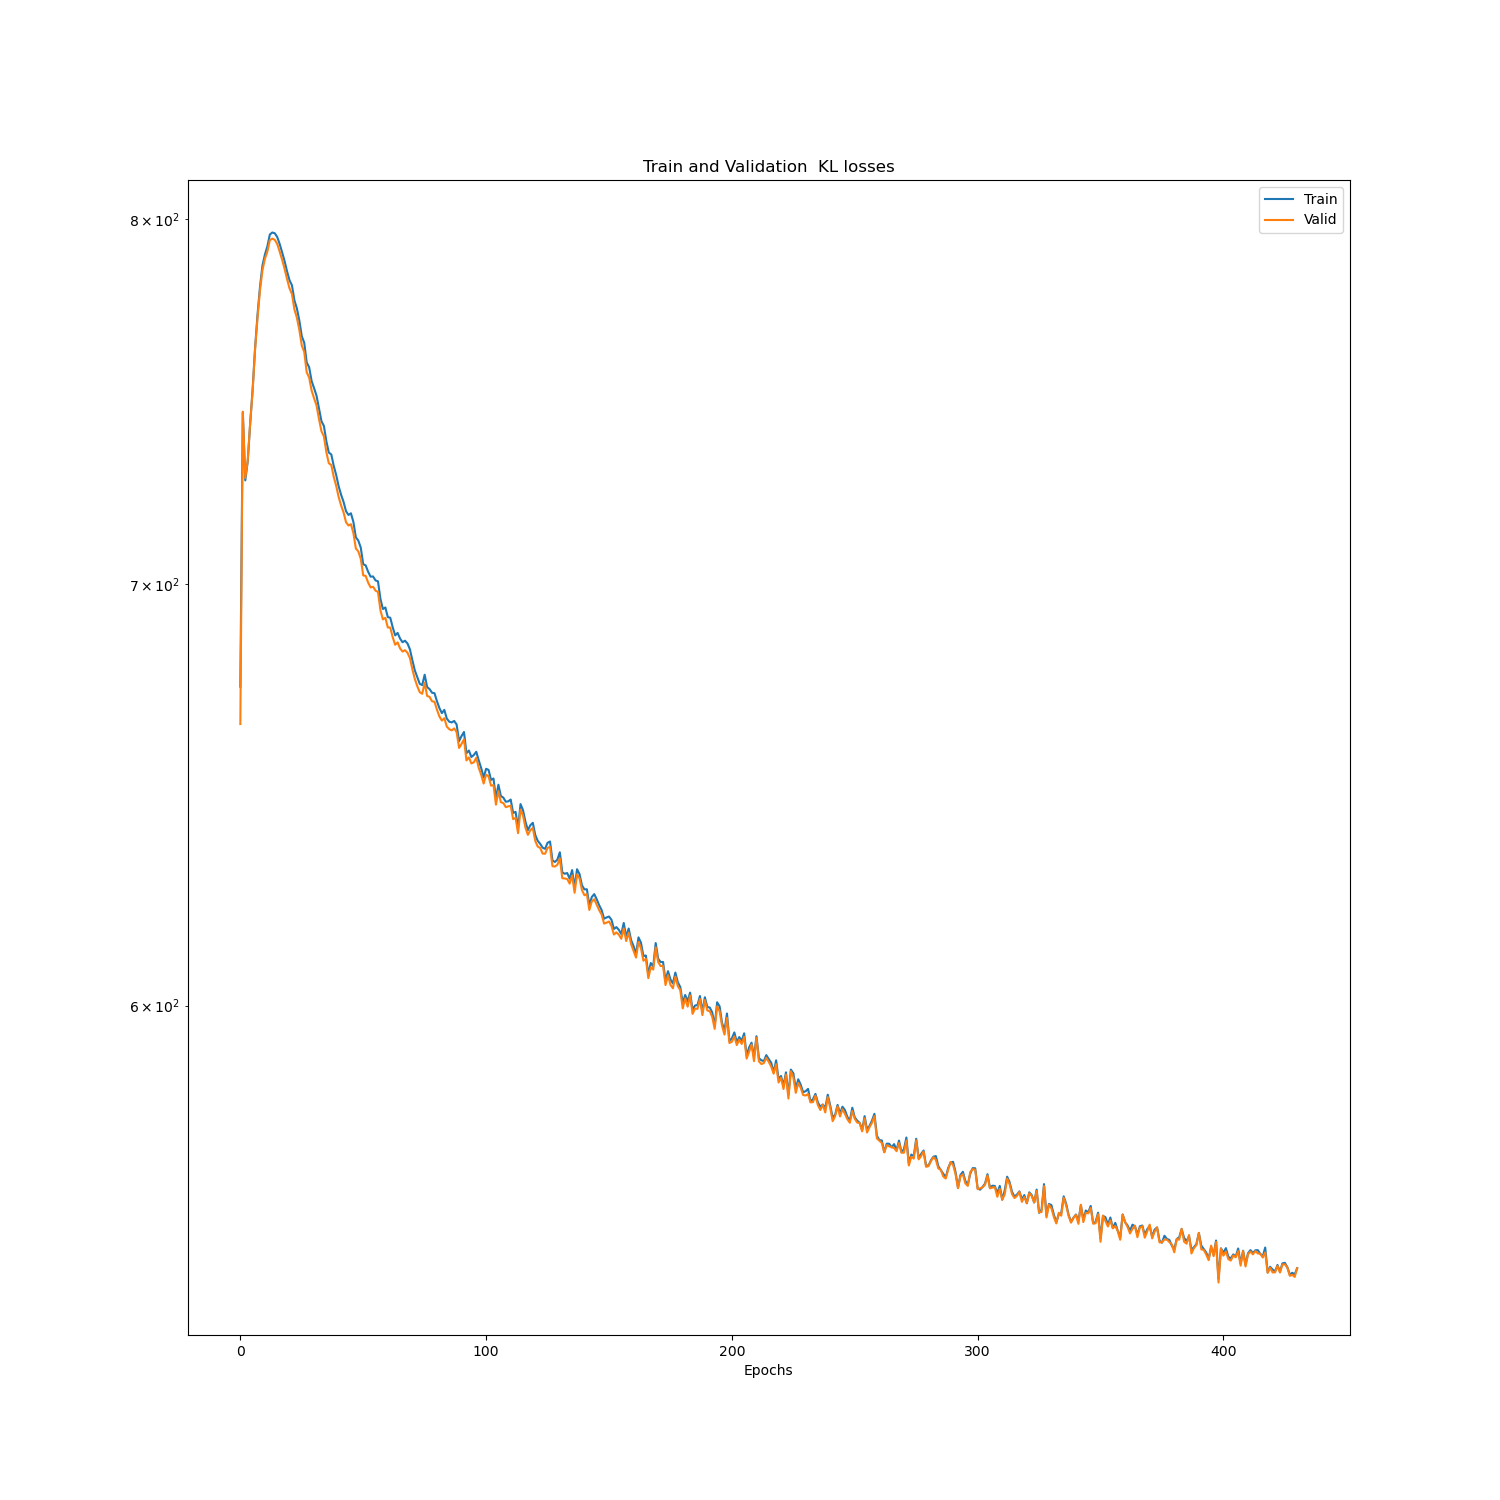 Train and Validation  KL losses
Train
Valid
8 × 10²
7 × 10²
6 × 10²
0 100 200 300 400
Epochs